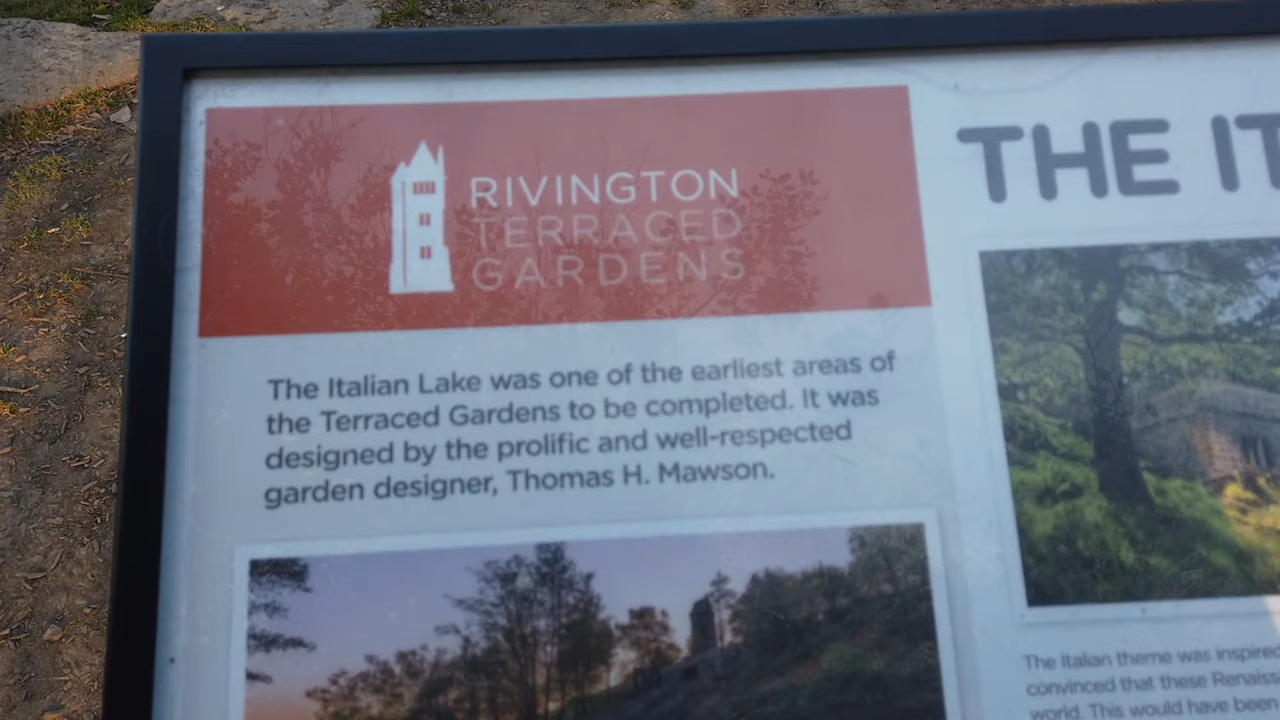 RIVINGTON
TERRACED
GARDENS
The Italian Lake was one of the earliest areas of
the Terraced Gardens to be completed. It was
designed by the prolific and well-respected
garden designer, Thomas H. Mawson.
THE IT
The Italian theme was inspired
convinced that these Renaiss
world. This would have been